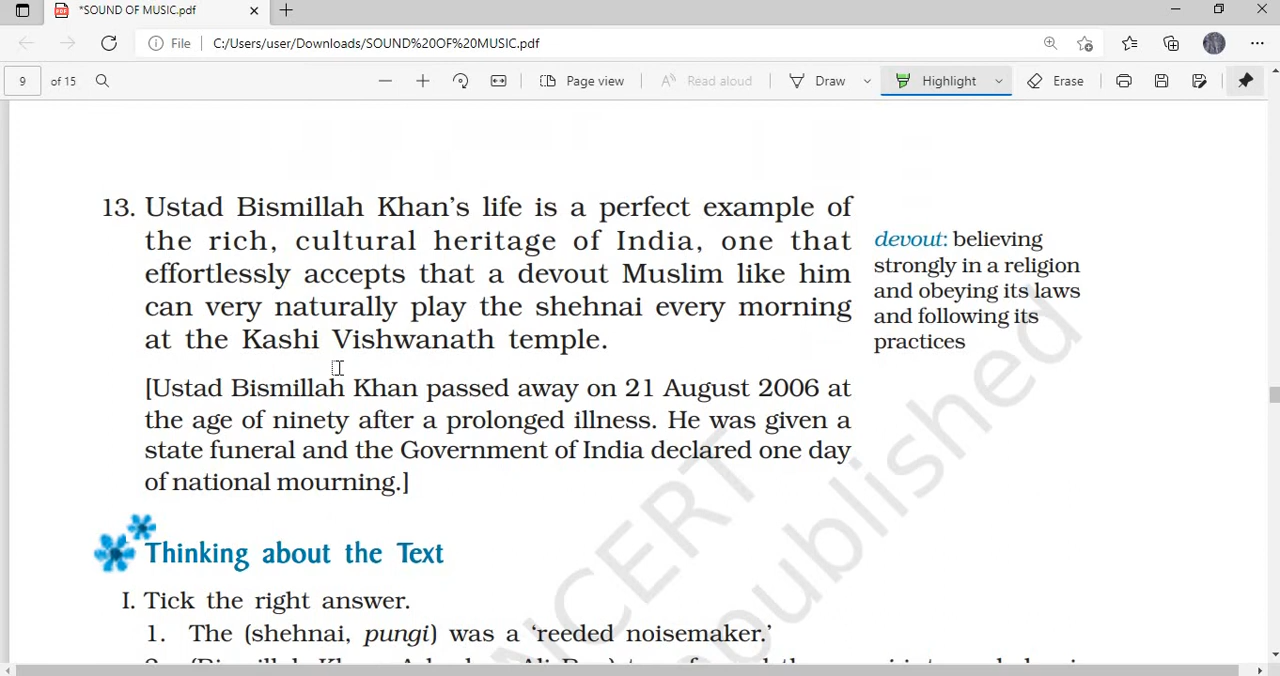 *SOUND OF MUSIC.pdf
File C:/Users/user/Downloads/SOUND%20OF%20MUSIC.pdf
9 of 15 Page view Read aloud Draw Highlight Erase
13. Ustad Bismillah Khan's life is a perfect example of
the rich, cultural heritage of India, one that
effortlessly accepts that a devout Muslim like him
can very naturally play the shehnai every morning
at the Kashi Vishwanath temple.
devout: believing
strongly in a religion
and obeying its laws
and following its
practices
[Ustad Bismillah Khan passed away on 21 August 2006 at
the age of ninety after a prolonged illness. He was given a
state funeral and the Government of India declared one day
of national mourning.]
Thinking about the Text
I. Tick the right answer.
1. The (shehnai, pungi) was a 'reeded noisemaker.'
NCERT